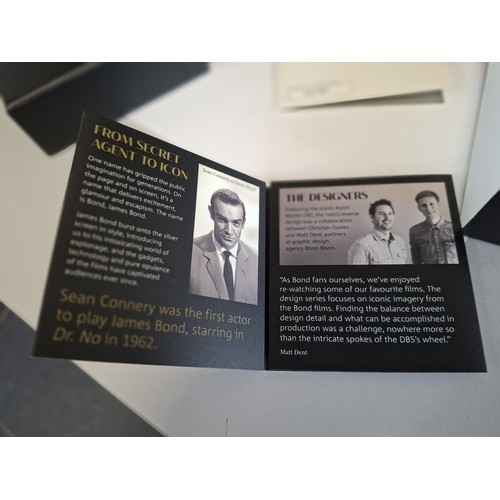 FROM SECRET
AGENT TO ICON
One name has gripped the public
imagination for generations. On
the page and on screen, it's a
name that delivers excitement,
glamour and escapism. The name
is Bond, James Bond.
James Bond burst onto the silver
screen in style, introducing
us to his intoxicating world of
espionage, and the gadgets,
technology and pure opulence
of the films have captivated
audiences ever since.
Sean Connery was the first actor
to play James Bond, starring in
Dr. No in 1962.
Sean Connery as
THE DESIGNERS
Featuring the iconic Aston
Martin DB5, the coin's reverse
design was a collaboration
between Christian Davies
and Matt Dent, partners
at graphic design
agency Bison Bison.
"As Bond fans ourselves, we've enjoyed
re-watching some of our favourite films. The
design series focuses on iconic imagery from
the Bond films. Finding the balance between
design detail and what can be accomplished in
production was a challenge, nowhere more so
than the intricate spokes of the DB5's wheel."
Matt Dent